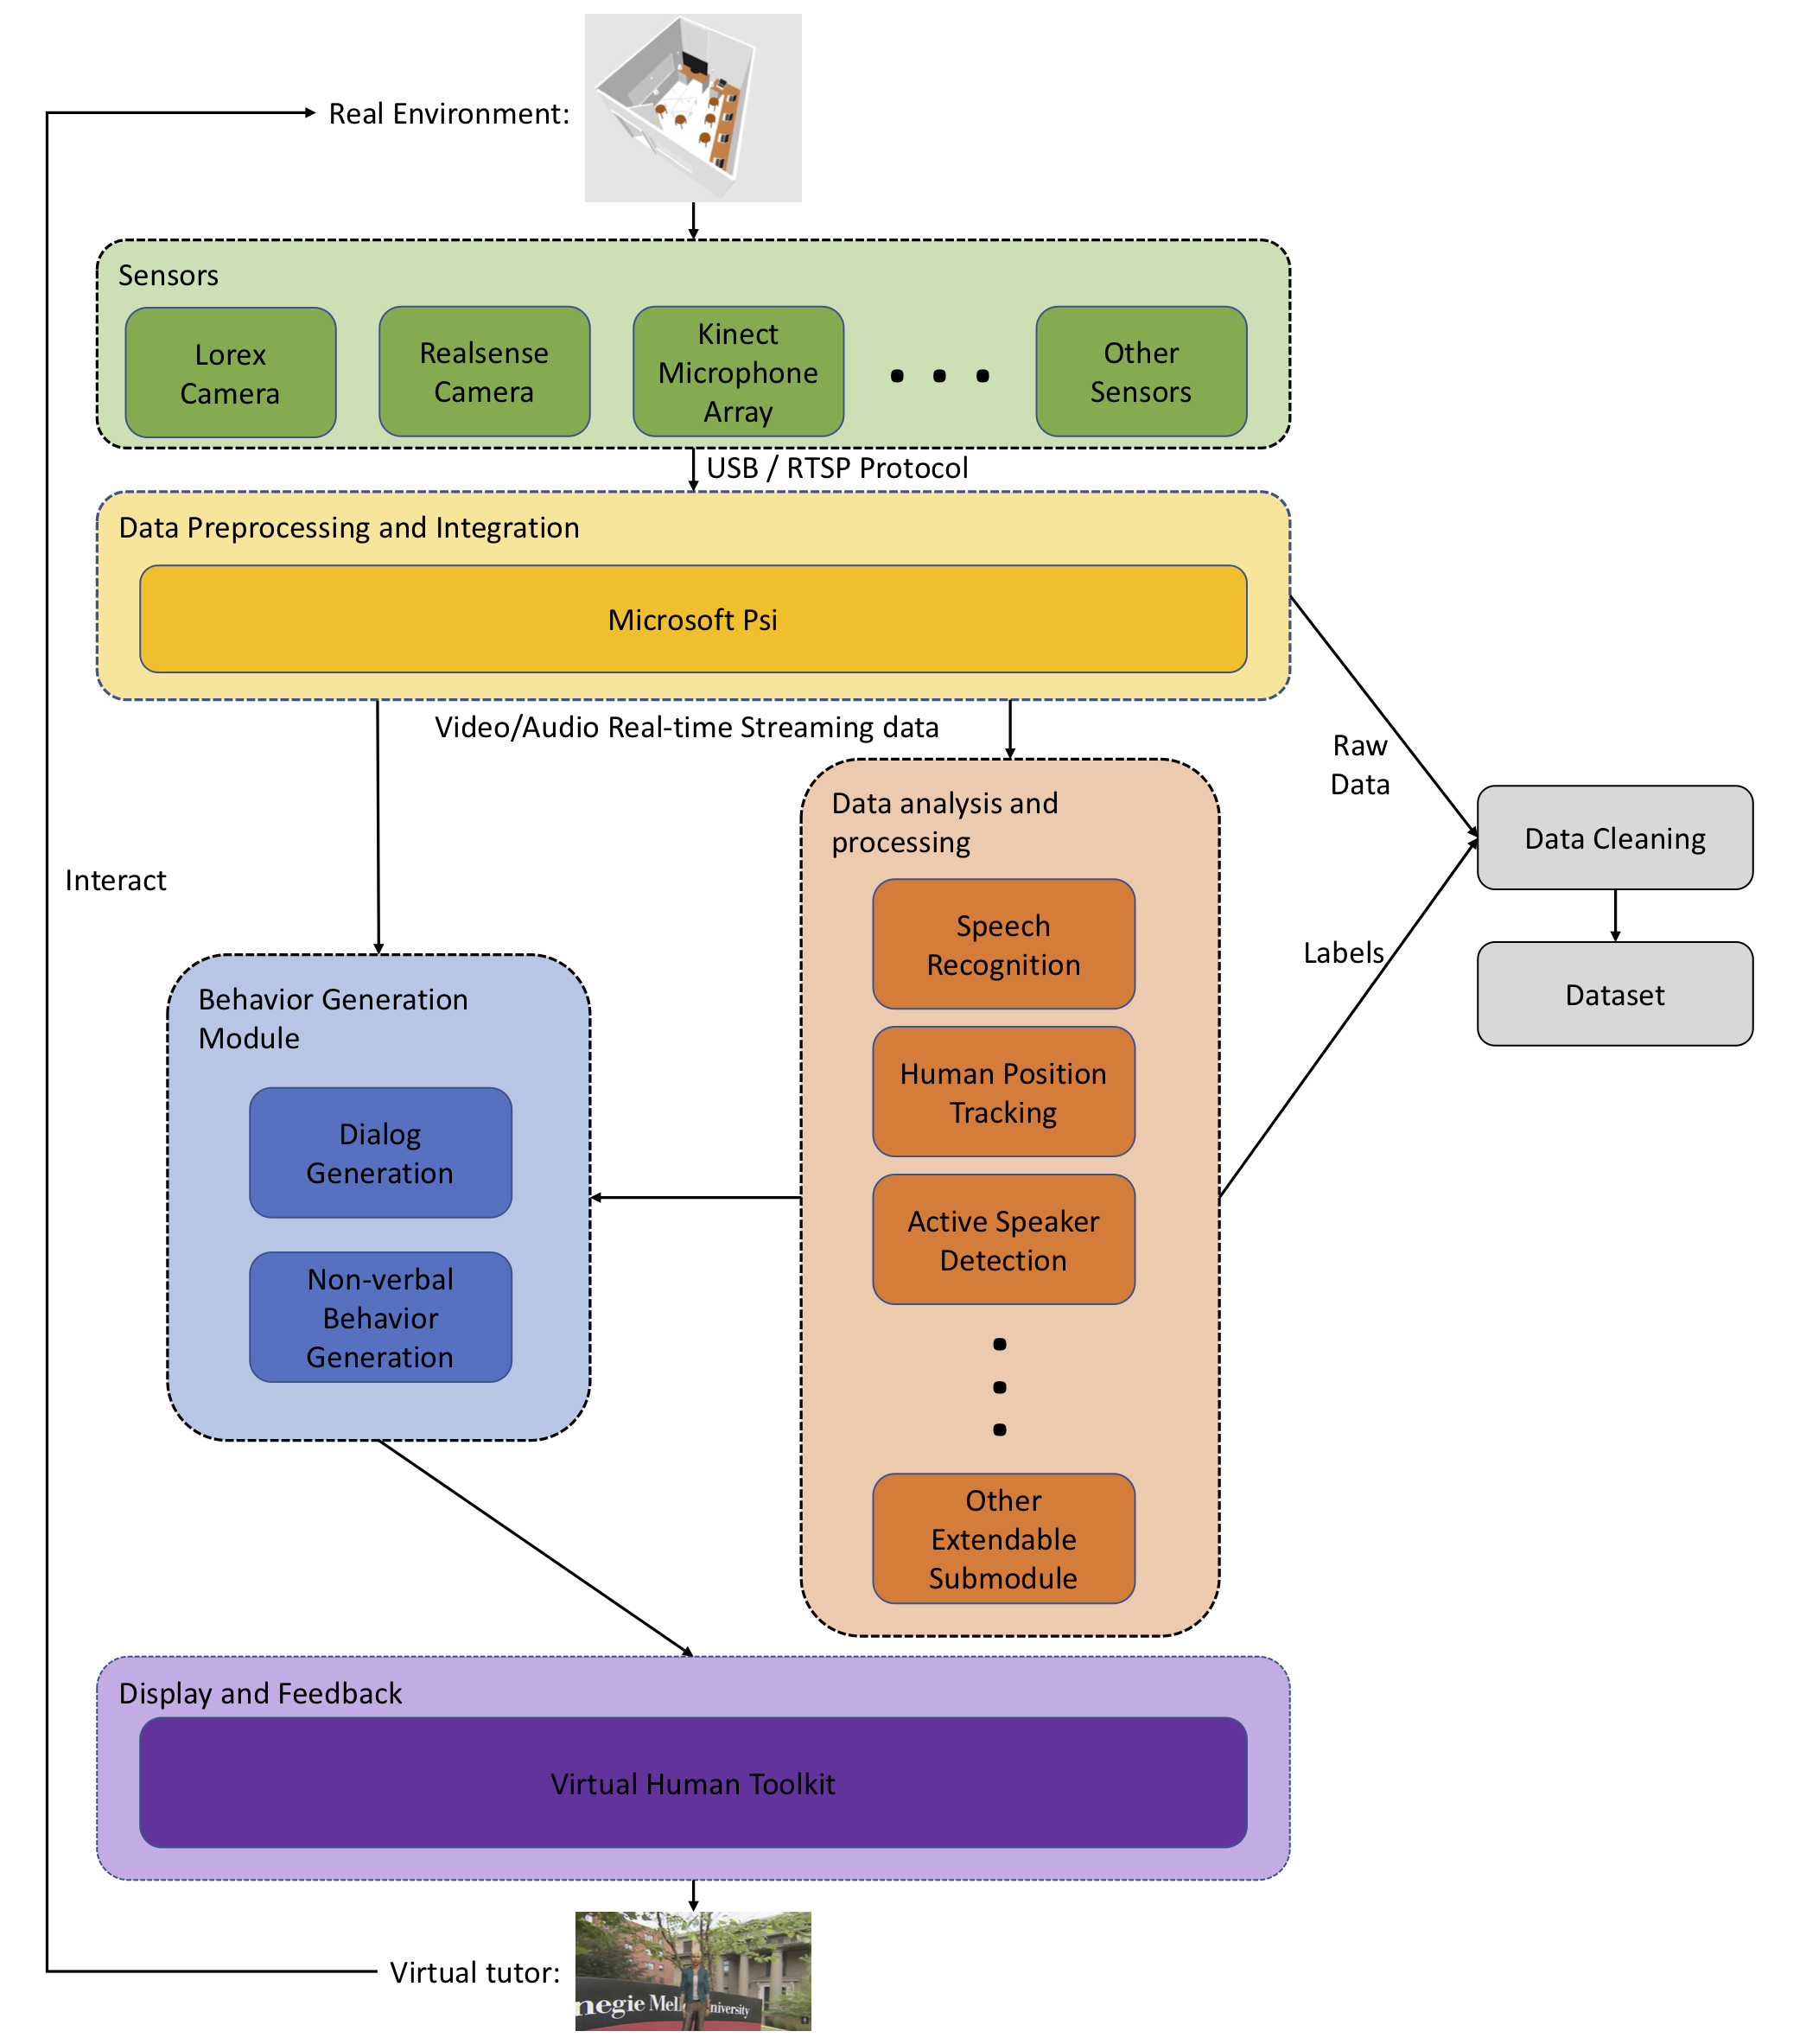 Real Environment:
Sensors
Lorex
Camera
Realsense
Camera
Kinect
Microphone
Array
Other
Sensors
USB / RTSP Protocol
Data Preprocessing and Integration
Microsoft Psi
Video/Audio Real-time Streaming data
Raw
Data
Data Cleaning
Dataset
Labels
Interact
Data analysis and
processing
Speech
Recognition
Human Position
Tracking
Active Speaker
Detection
Other
Extendable
Submodule
Behavior Generation
Module
Dialog
Generation
Non-verbal
Behavior
Generation
Display and Feedback
Virtual Human Toolkit
Virtual tutor:
negie Mel niversity